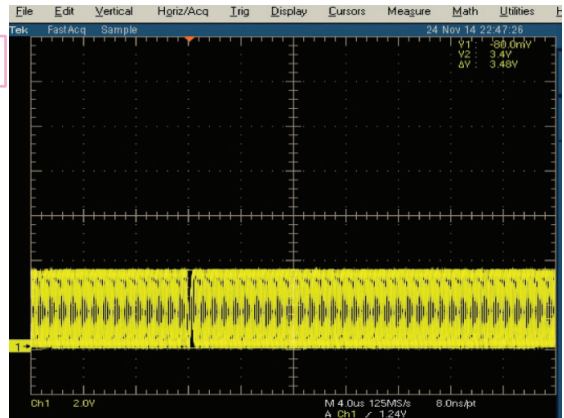 File Edit Vertical Horiz/Acq Trig Display Cursors Measure Math Utilities H
Tek FastAcq Sample 24 Nov 14 22:47:26
V1 : -80.0mV
V2 : 3.4V
ΔV : 3.48V
1
Ch1 2.0V M 4.0us 125MS/s 8.0ns/pt
A Ch1 / 1.24V